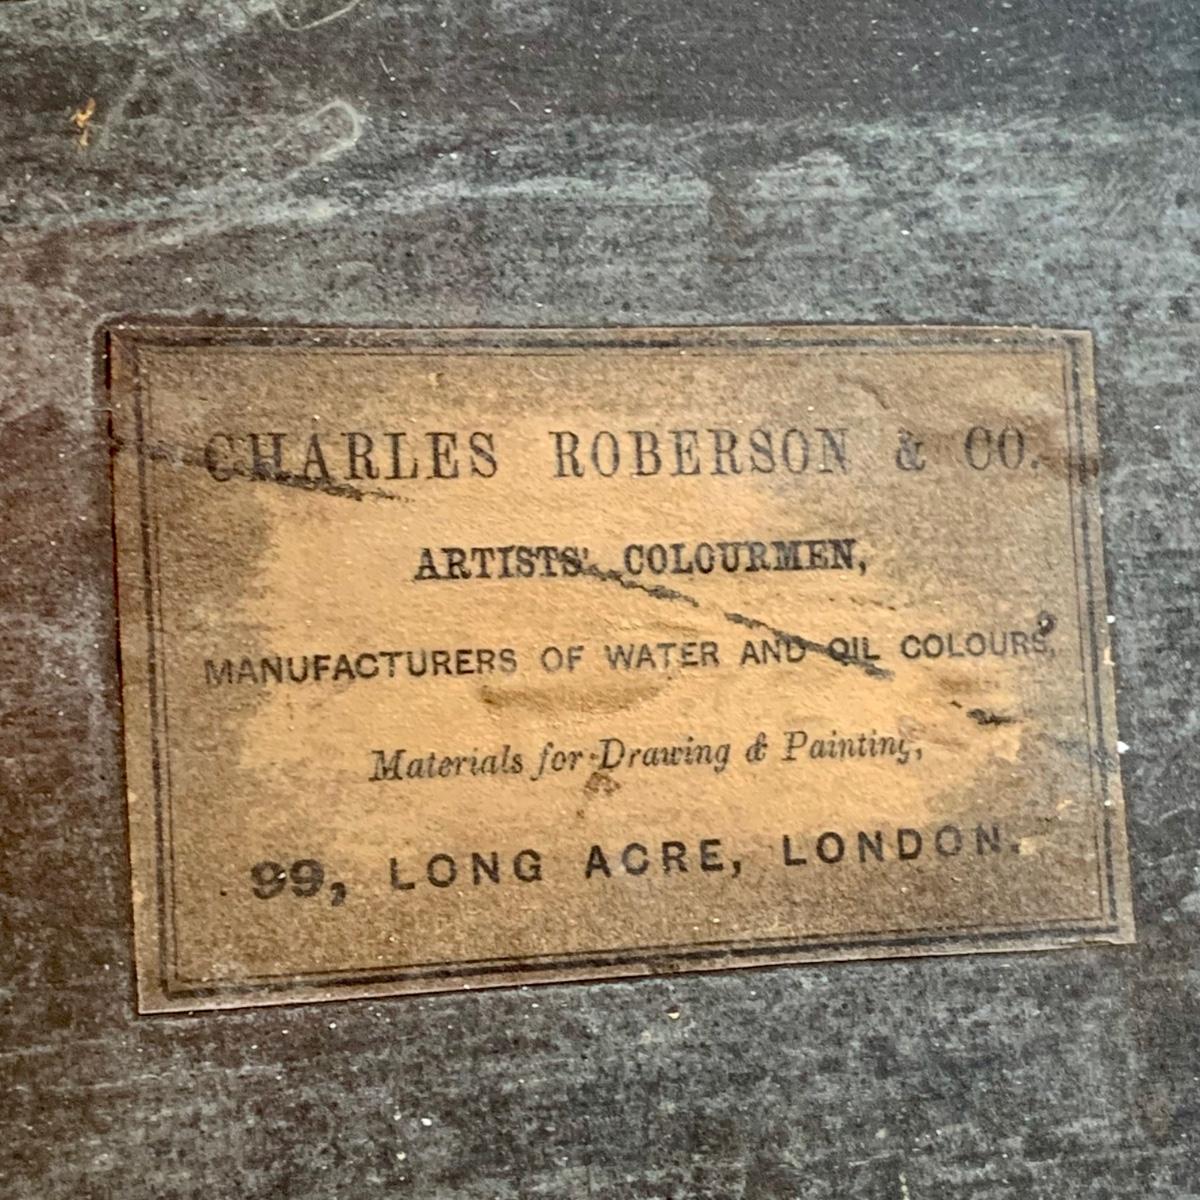 CHARLES ROBERSON & CO.
ARTISTS' COLOURMEN,
MANUFACTURERS OF WATER AND OIL COLOURS,
Materials for Drawing & Painting,
99, LONG ACRE, LONDON.